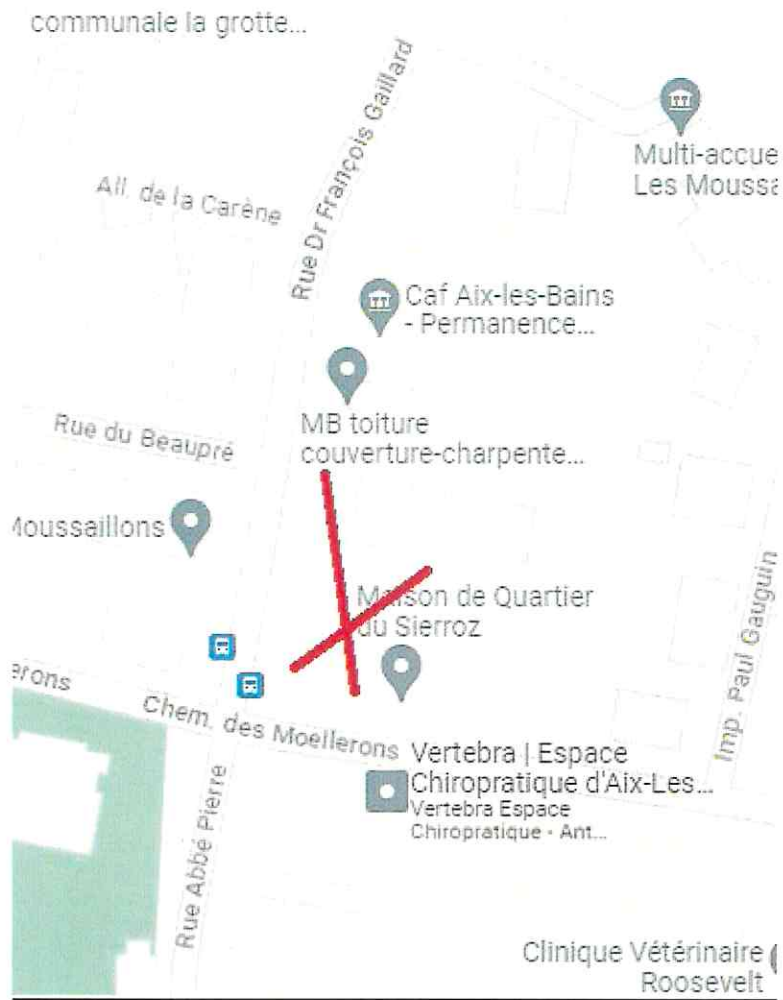 communale la grotte...
Rue Dr François Gaillard
Multi-accue
Les Moussa
All. de la Carène
Caf Aix-les-Bains
- Permanence...
MB toiture
couverture-charpente...
Rue du Beaupré
Moussaillons
Maison de Quartier
du Sierroz
Imp. Paul Gauguin
erons
Chem. des Moellerons
Vertebra | Espace
Chiropratique d'Aix-Les...
Vertebra Espace
Chiropratique - Ant...
Rue Abbé Pierre
Clinique Vétérinaire
Roosevelt